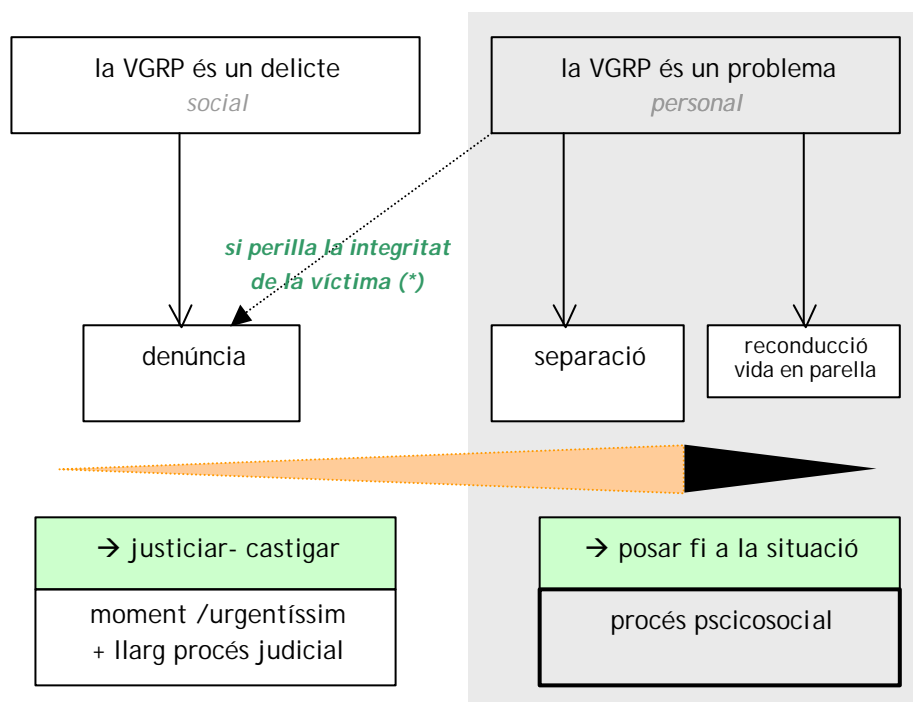 la VGRP és un delicte
social
la VGRP és un problema
personal
si perilla la integritat
de la víctima (*)
denúncia
separació
reconducció
vida en parella
→ justiciar- castigar
moment /urgentíssim
+ llarg procés judicial
→ posar fi a la situació
procés pscicosocial